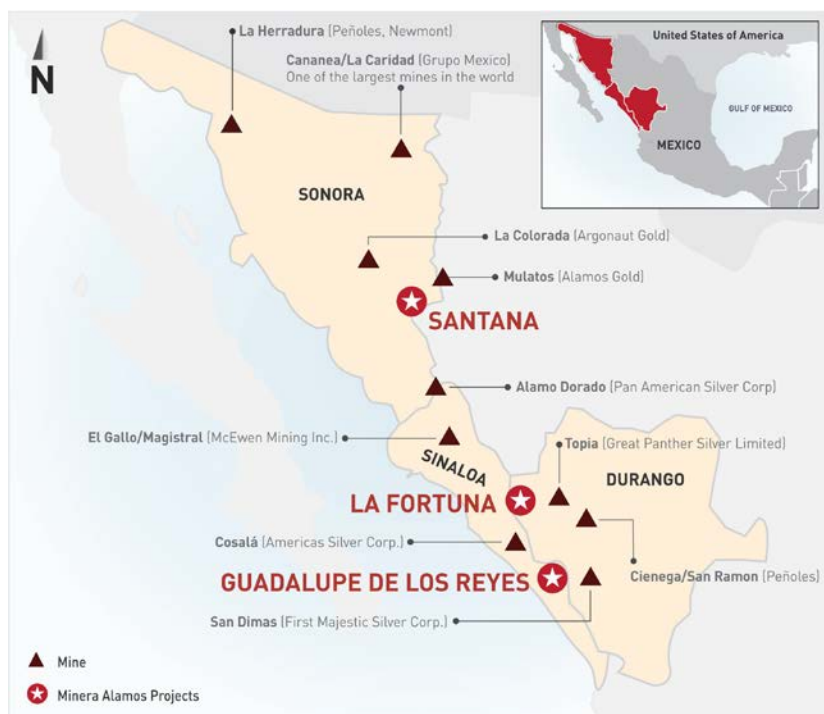 La Herradura (Peñoles, Newmont)
Cananea/La Caridad (Grupo Mexico)
One of the largest mines in the world
N
United States of America
GULF OF MEXICO
MEXICO
SONORA
La Colorada (Argonaut Gold)
Mulatos (Alamos Gold)
SANTANA
Alamo Dorado (Pan American Silver Corp)
El Gallo/Magistral (McEwen Mining Inc.)
Topia (Great Panther Silver Limited)
SINALOA
DURANGO
LA FORTUNA
Cosalá (Americas Silver Corp.)
Cienega/San Ramon (Peñoles)
GUADALUPE DE LOS REYES
San Dimas (First Majestic Silver Corp.)
Mine
Minera Alamos Projects